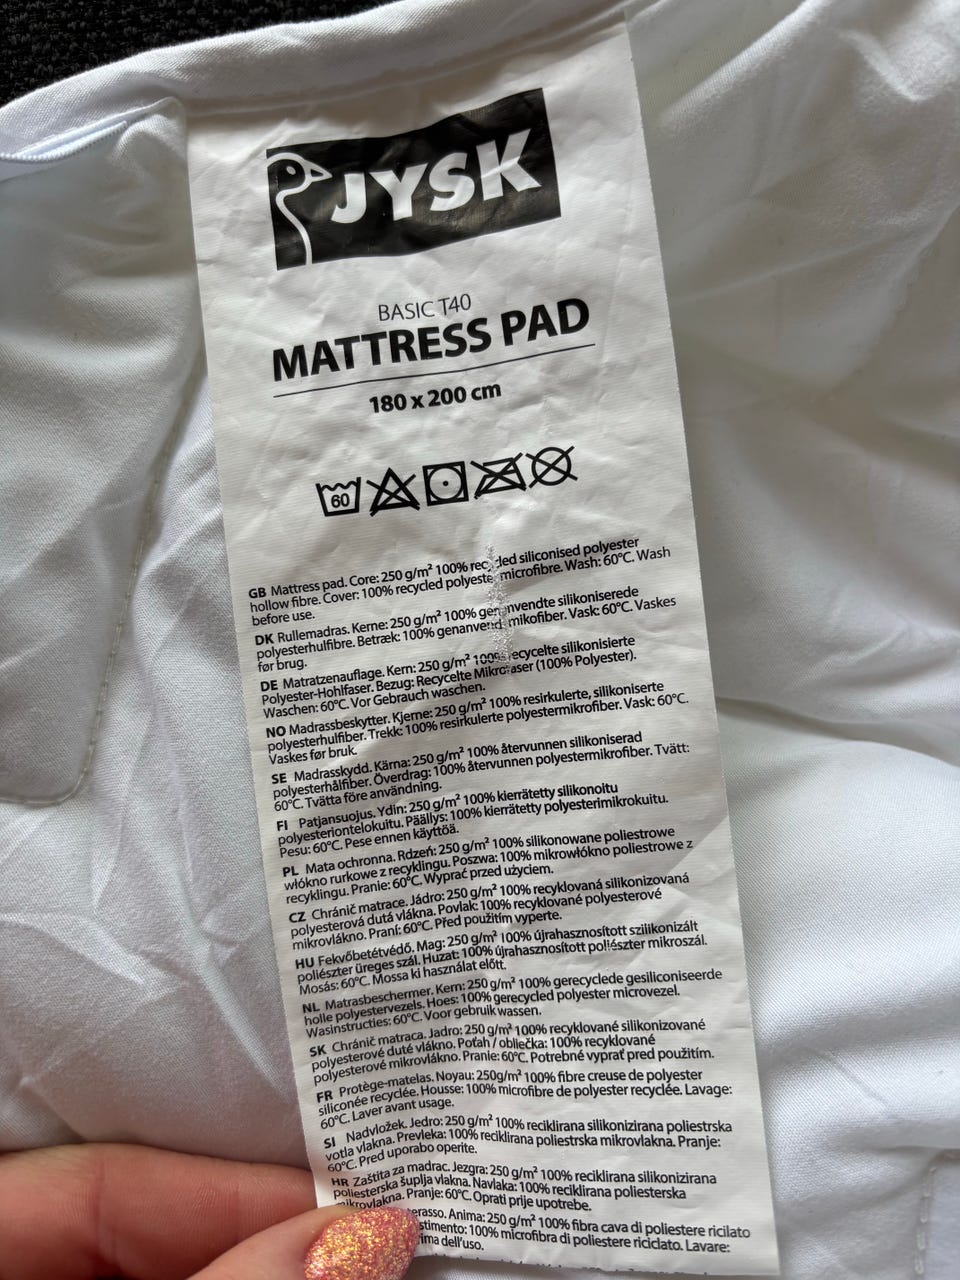 JYSK
BASIC T40
MATTRESS PAD
180 x 200 cm
60
GB Mattress pad. Core: 250 g/m² 100% recycled siliconised polyester
hollow fibre. Cover: 100% recycled polyester microfibre. Wash: 60°C. Wash
before use.
DK Rullemadras. Kerne: 250 g/m² 100% genanvendte silikoniserede
polyesterhulfibre. Betræk: 100% genanvendt mikofiber. Vask: 60°C. Vaskes
før brug.
DE Matratzenauflage. Kern: 250 g/m² 100% recycelte silikonisierte
Polyester-Hohlfaser. Bezug: Recycelte Mikrofaser (100% Polyester).
Waschen: 60°C. Vor Gebrauch waschen.
NO Madrassbeskytter. Kjerne: 250 g/m² 100% resirkulerte, silikoniserte
polyesterhulfiber. Trekk: 100% resirkulerte polyestermikrofiber. Vask: 60°C.
Vaskes før bruk.
SE Madrasskydd. Kärna: 250 g/m² 100% återvunnen silikoniserad
polyesterhålfiber. Överdrag: 100% återvunnen polyestermikrofiber. Tvätt:
60°C. Tvätta före användning.
FI Patjansuojus. Ydin: 250 g/m² 100% kierrätetty silikonoitu
polyesteriontelokuitu. Päällys: 100% kierrätetty polyesterimikrokuitu.
Pesu: 60°C. Pese ennen käyttöä.
PL Mata ochronna. Rdzeń: 250 g/m² 100% silikonowane poliestrowe
włókno rurkowe z recyklingu. Poszwa: 100% mikrowłókno poliestrowe z
recyklingu. Pranie: 60°C. Wyprać przed użyciem.
CZ Chránič matrace. Jádro: 250 g/m² 100% recyklovaná silikonizovaná
polyesterová dutá vlákna. Povlak: 100% recyklované polyesterové
mikrovlákno. Praní: 60°C. Před použitím vyperte.
HU Fekvőbetétvédő. Mag: 250 g/m² 100% újrahasznosított szilikonizált
poliészter üreges szál. Huzat: 100% újrahasznosított poliészter mikroszál.
Mosás: 60°C. Mossa ki használat előtt.
NL Matrasbeschermer. Kern: 250 g/m² 100% gerecyclede gesiliconiseerde
holle polyestervezels. Hoes: 100% gerecycled polyester microvezel.
Wasinstructies: 60°C. Voor gebruik wassen.
SK Chránič matraca. Jadro: 250 g/m² 100% recyklované silikonizované
polyesterové duté vlákno. Poťah / obliečka: 100% recyklované
polyesterové mikrovlákno. Pranie: 60°C. Potrebné vyprať pred použitím.
FR Protège-matelas. Noyau: 250g/m² 100% fibre creuse de polyester
siliconée recyclée. Housse: 100% microfibre de polyester recyclée. Lavage:
60°C. Laver avant usage.
SI Nadvložek. Jedro: 250 g/m² 100% reciklirana silikonizirana poliestrska
votla vlakna. Prevleka: 100% reciklirana poliestrska mikrovlakna. Pranje:
60°C. Pred uporabo operite.
HR Zaštita za madrac. Jezgra: 250 g/m² 100% reciklirana silikonizirana
poliesterska šuplja vlakna. Navlaka: 100% reciklirana poliesterska
mikrovlakna. Pranje: 60°C. Oprati prije upotrebe.
erasso. Anima: 250 g/m² 100% fibra cava di poliestere riciclato
stimento: 100% microfibra di poliestere riciclato. Lavare:
ima dell'uso.